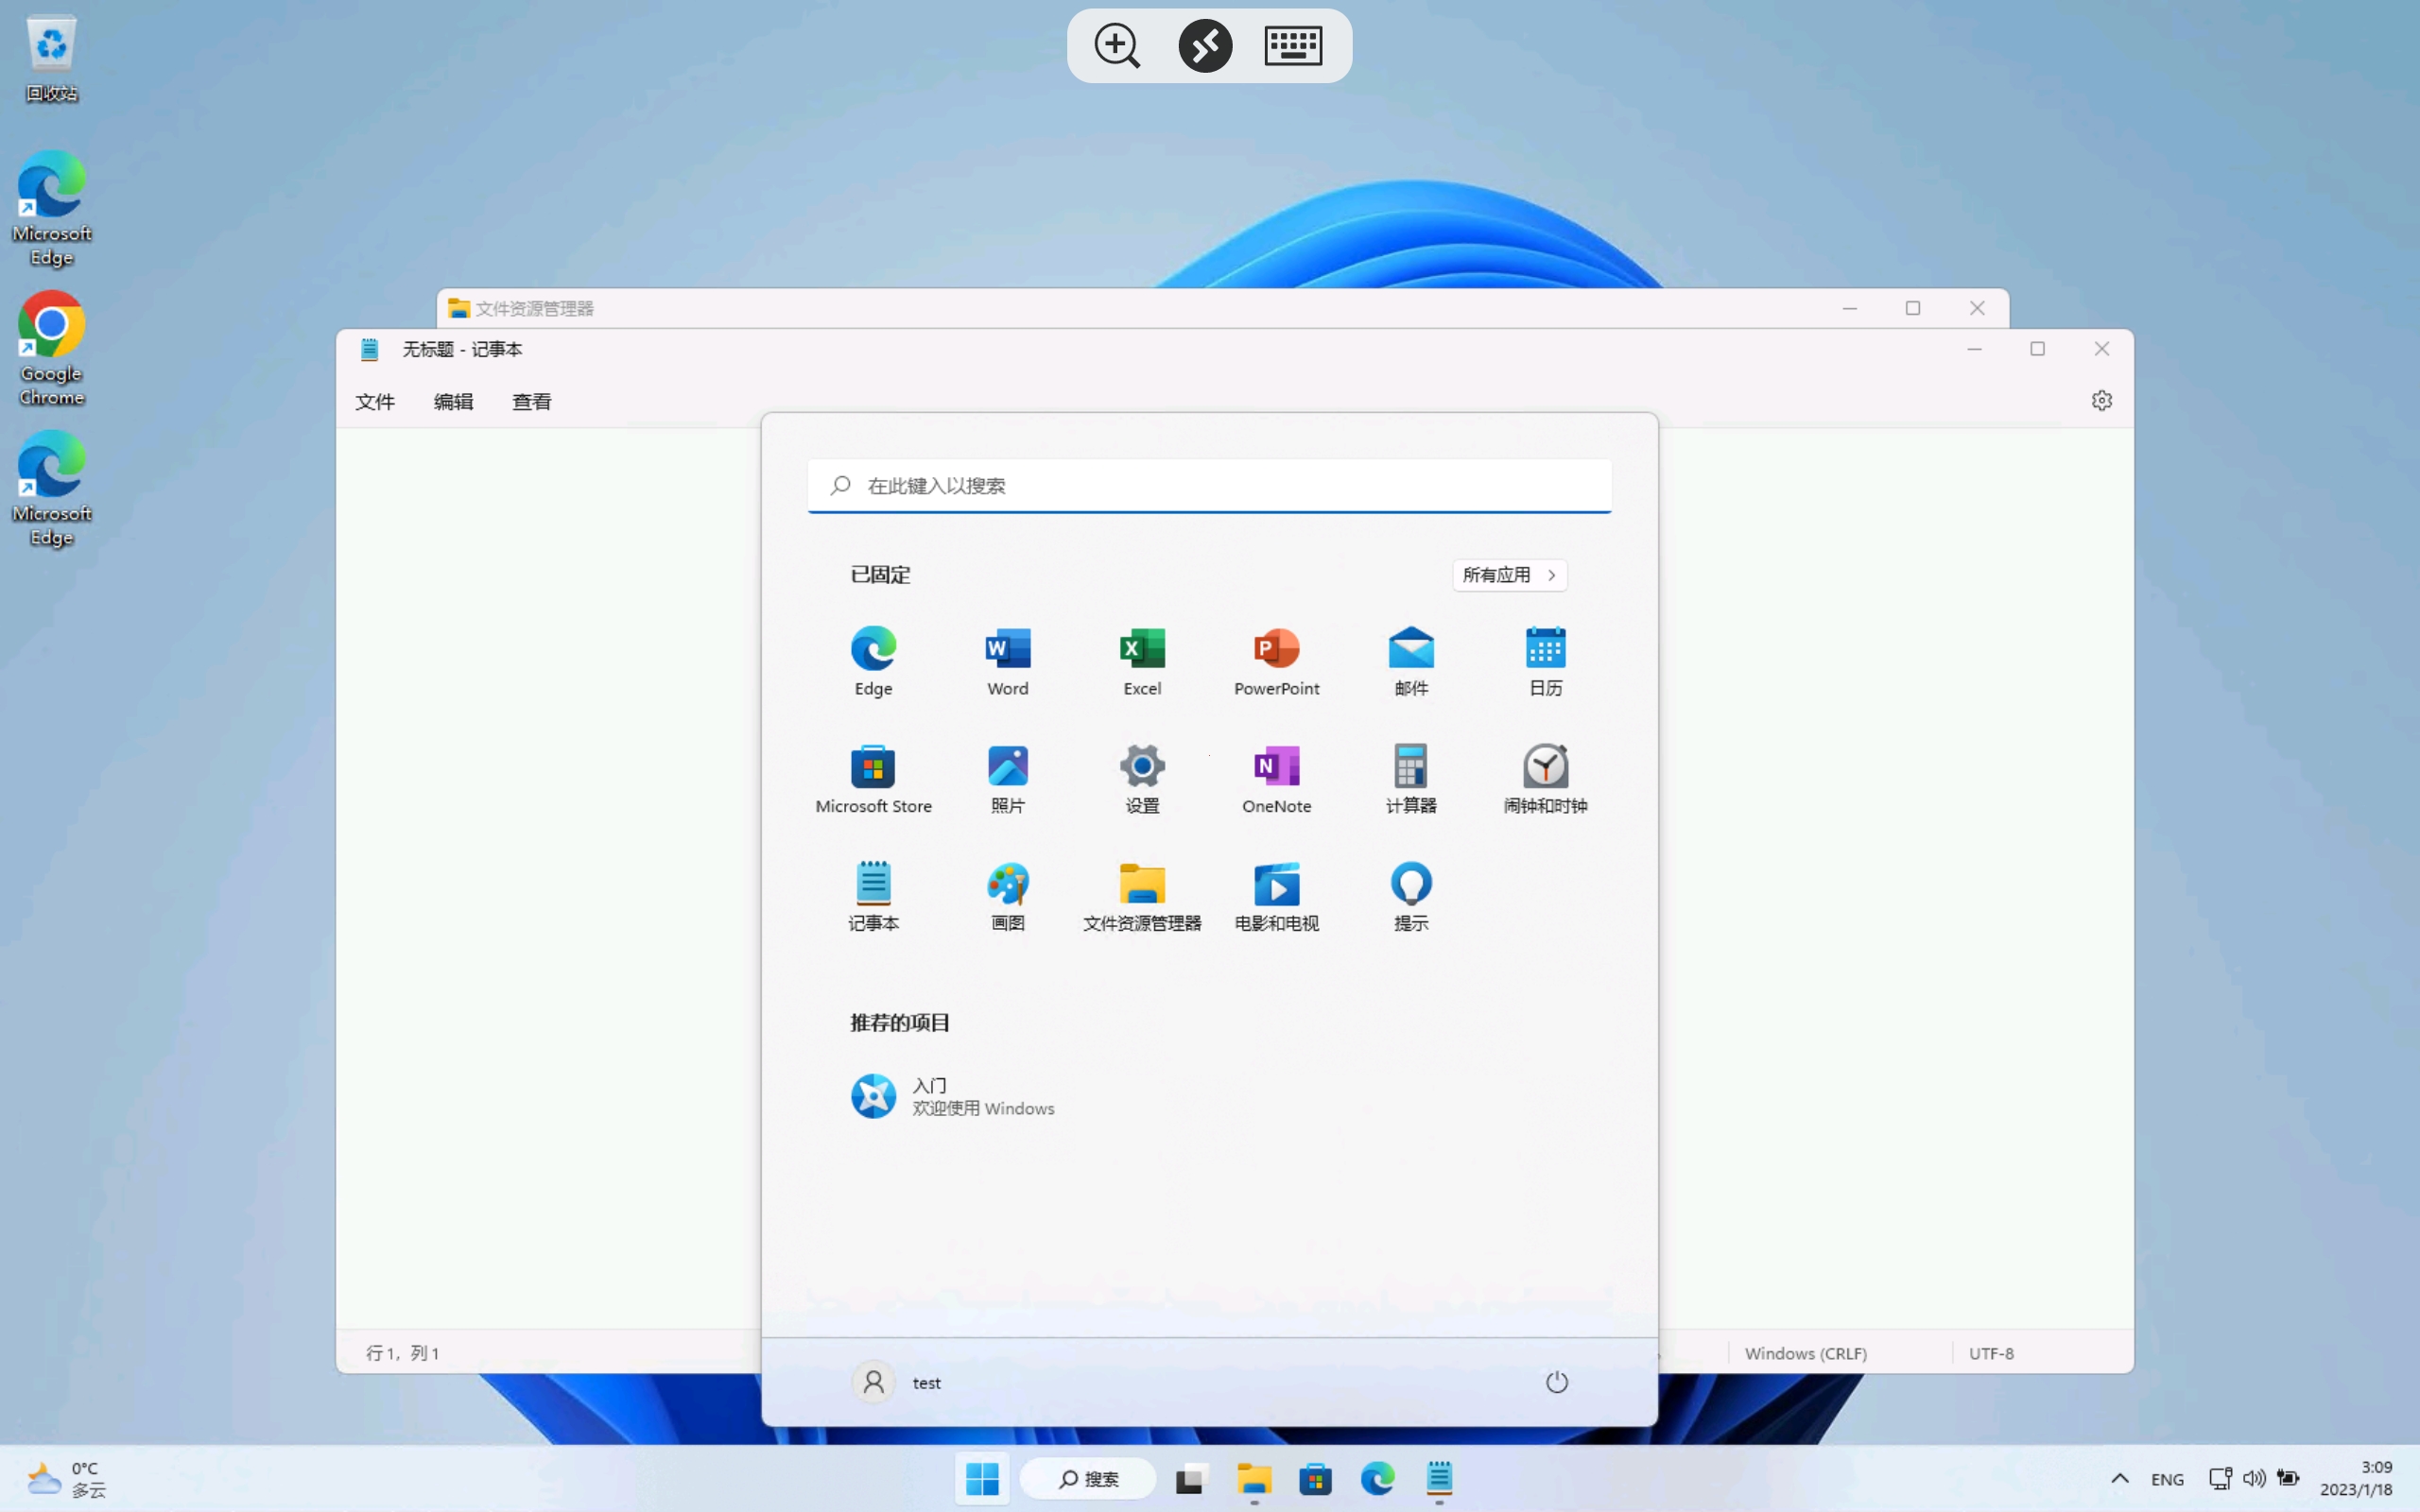 回收站
Microsoft
Edge
Google
Chrome
Microsoft
Edge
文件资源管理器
无标题 - 记事本
文件 编辑 查看
在此键入以搜索
已固定
所有应用
Edge Word Excel PowerPoint 邮件 日历
Microsoft Store 照片 设置 OneNote 计算器 闹钟和时钟
记事本 画图 文件资源管理器 电影和电视 提示
推荐的项目
入门
欢迎使用 Windows
行 1, 列 1
Windows (CRLF)
UTF-8
test
0°C
多云
搜索
ENG
3:09
2023/1/18